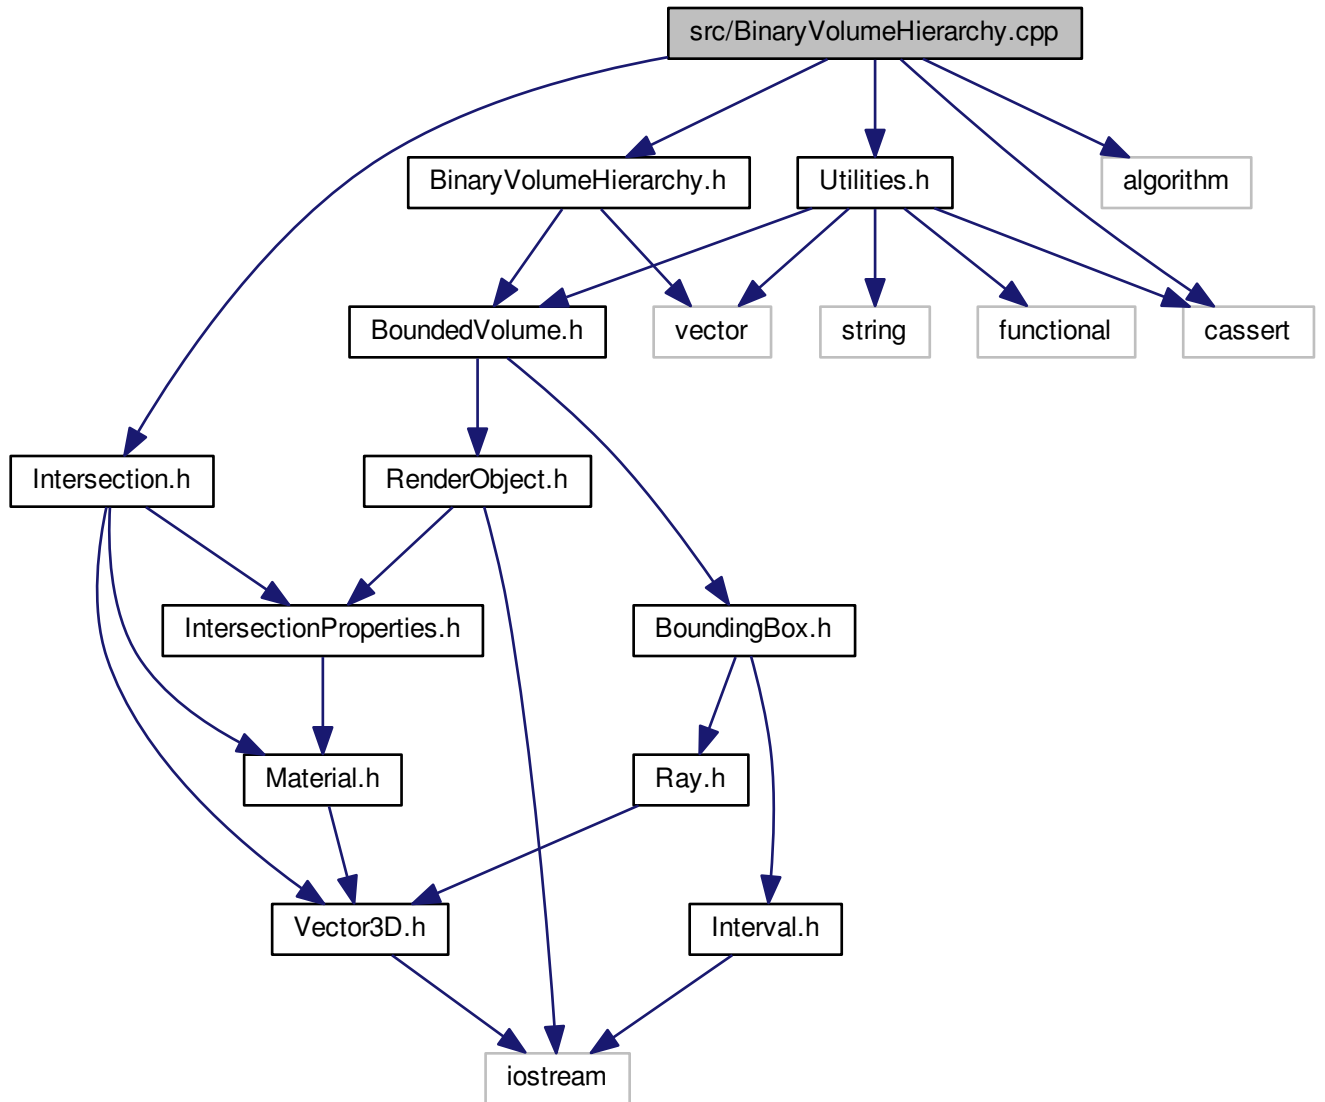 src/BinaryVolumeHierarchy.cpp
BinaryVolumeHierarchy.h
Utilities.h
algorithm
BoundedVolume.h
vector
string
functional
cassert
Intersection.h
RenderObject.h
IntersectionProperties.h
BoundingBox.h
Material.h
Ray.h
Vector3D.h
Interval.h
iostream